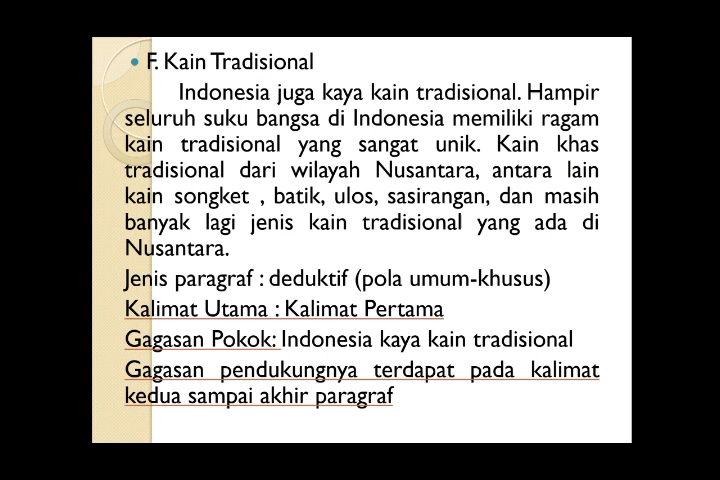 • F. Kain Tradisional
Indonesia juga kaya kain tradisional. Hampir
seluruh suku bangsa di Indonesia memiliki ragam
kain tradisional yang sangat unik. Kain khas
tradisional dari wilayah Nusantara, antara lain
kain songket , batik, ulos, sasirangan, dan masih
banyak lagi jenis kain tradisional yang ada di
Nusantara.
Jenis paragraf : deduktif (pola umum-khusus)
Kalimat Utama : Kalimat Pertama
Gagasan Pokok: Indonesia kaya kain tradisional
Gagasan pendukungnya terdapat pada kalimat
kedua sampai akhir paragraf